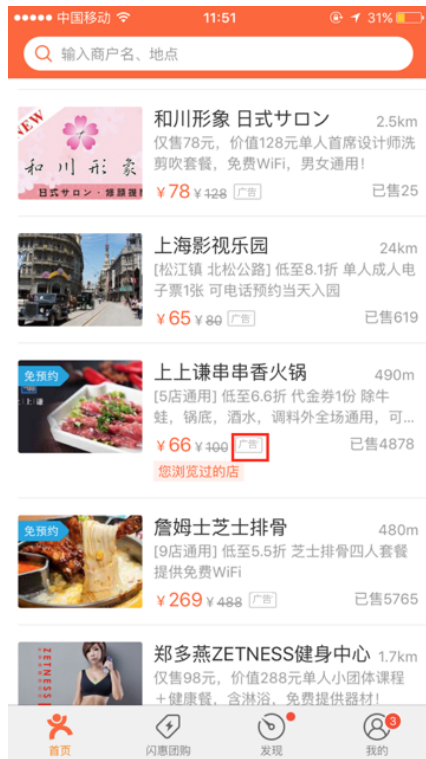 中国移动 11:51 31%
输入商户名、地点
NEW
和川形象
日式サロン・爆顔護肤
和川形象 日式サロン 2.5km
仅售78元，价值128元单人首席设计师洗
剪吹套餐，免费WiFi，男女通用！
¥78 ¥128 广告 已售25
上海影视乐园 24km
[松江镇 北松公路] 低至8.1折 单人成人电
子票1张 可电话预约当天入园
¥65 ¥80 广告 已售619
免预约
上上谦串串香火锅 490m
[5店通用] 低至6.6折 代金券1份 除牛
蛙，锅底，酒水，调料外全场通用，可...
¥66 ¥100 广告 已售4878
您浏览过的店
免预约
詹姆士芝士排骨 480m
[9店通用] 低至5.5折 芝士排骨四人套餐
提供免费WiFi
¥269 ¥488 广告 已售5765
ZETNESS
郑多燕ZETNESS健身中心 1.7km
仅售98元，价值288元单人小团体课程
＋健康餐，含淋浴，免费提供器材！
首页 闪惠团购 发现 我的 3